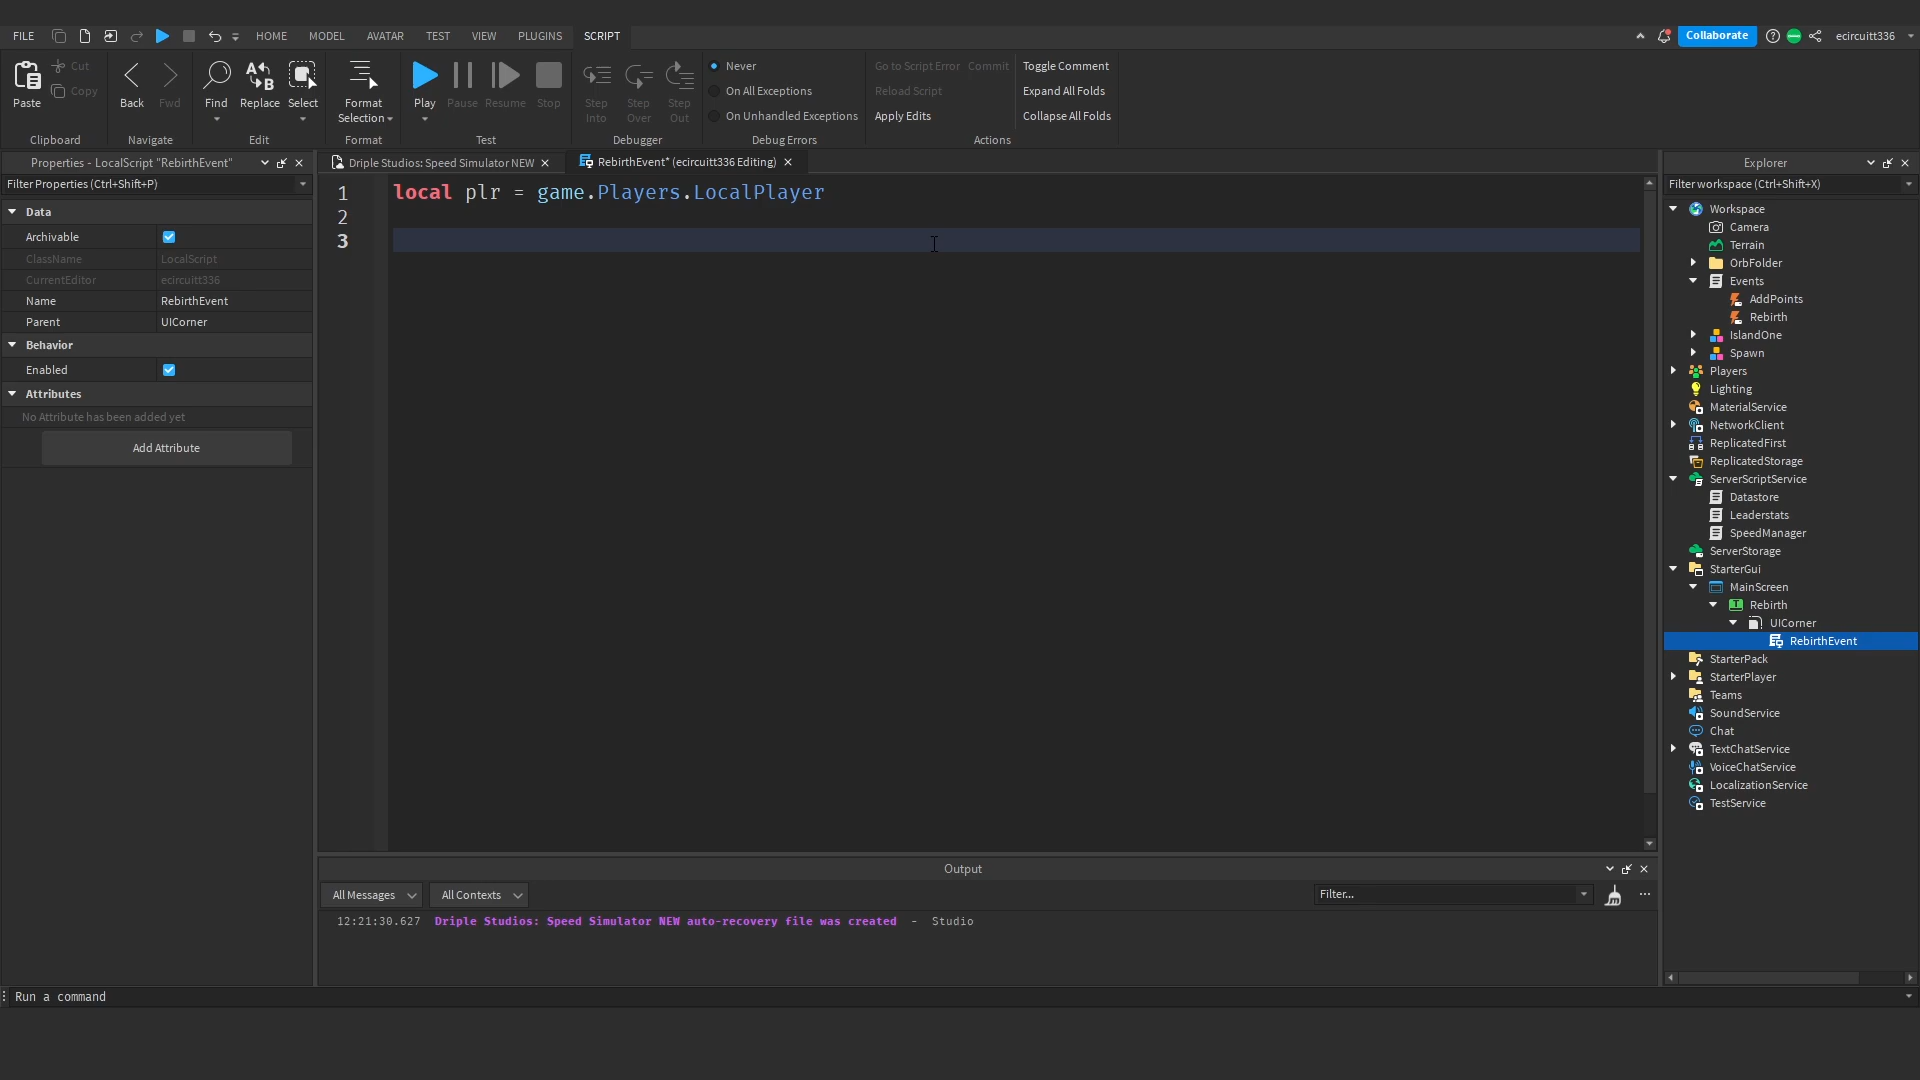 FILE HOME MODEL AVATAR TEST VIEW PLUGINS SCRIPT Collaborate ecircuitt336
Paste Cut Copy Back Fwd Find Replace Select Format Selection Play Pause Resume Stop Step Into Step Over Step Out
Never Go to Script Error Commit Toggle Comment
On All Exceptions Reload Script Expand All Folds
On Unhandled Exceptions Apply Edits Collapse All Folds
Clipboard Navigate Edit Format Test Debugger Debug Errors Actions
Properties - LocalScript "RebirthEvent"
Filter Properties (Ctrl+Shift+P)
Data
Archivable
ClassName LocalScript
CurrentEditor ecircuitt336
Name RebirthEvent
Parent UICorner
Behavior
Enabled
Attributes
No Attribute has been added yet
Add Attribute
Driple Studios: Speed Simulator NEW
RebirthEvent* (ecircuitt336 Editing)
1 local plr = game.Players.LocalPlayer
2
3
Output
All Messages All Contexts Filter...
12:21:30.627 Driple Studios: Speed Simulator NEW auto-recovery file was created - Studio
Explorer
Filter workspace (Ctrl+Shift+X)
Workspace
Camera
Terrain
OrbFolder
Events
AddPoints
Rebirth
IslandOne
Spawn
Players
Lighting
MaterialService
NetworkClient
ReplicatedFirst
ReplicatedStorage
ServerScriptService
Datastore
Leaderstats
SpeedManager
ServerStorage
StarterGui
MainScreen
Rebirth
UICorner
RebirthEvent
StarterPack
StarterPlayer
Teams
SoundService
Chat
TextChatService
VoiceChatService
LocalizationService
TestService
Run a command